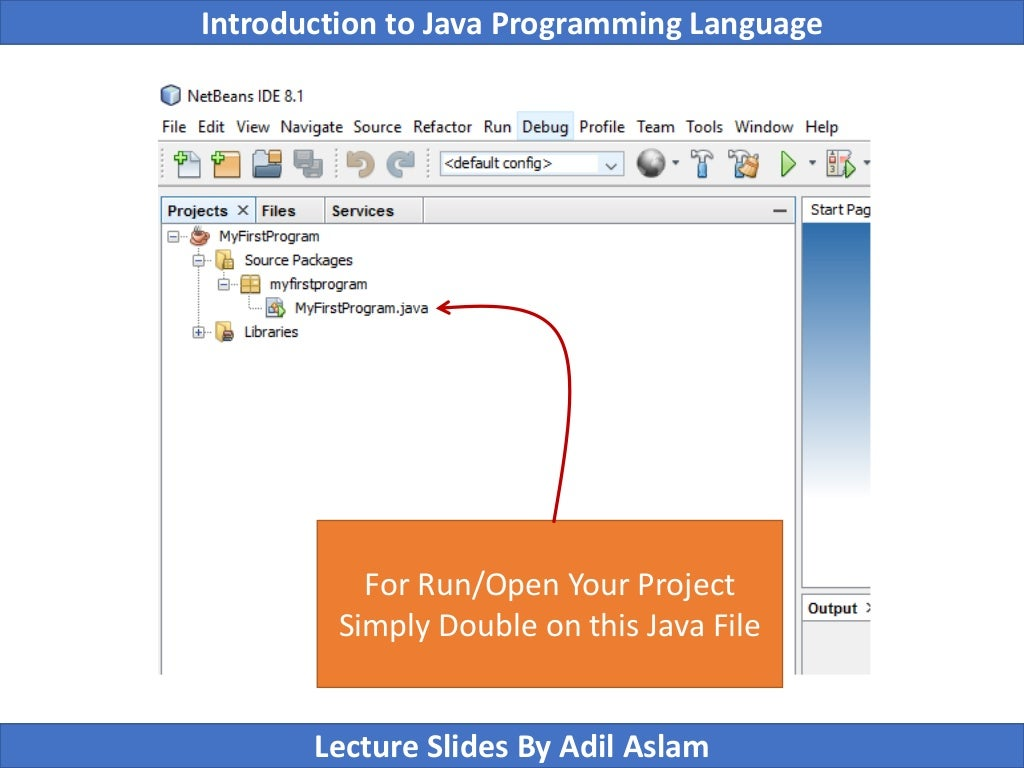 Introduction to Java Programming Language
NetBeans IDE 8.1
File Edit View Navigate Source Refactor Run Debug Profile Team Tools Window Help
<default config>
Projects Files Services
Start Pag
MyFirstProgram
Source Packages
myfirstprogram
MyFirstProgram.java
Libraries
For Run/Open Your Project
Simply Double on this Java File
Output
Lecture Slides By Adil Aslam